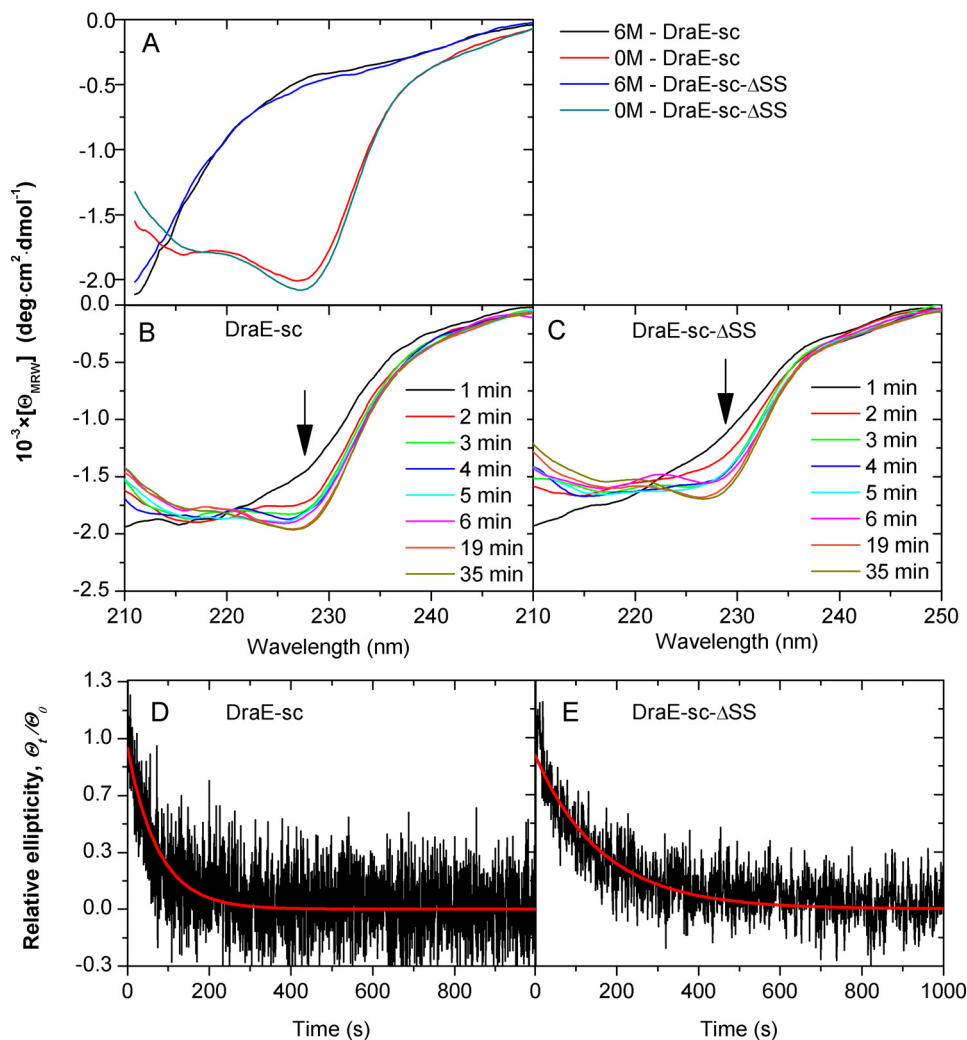 A
0.0
-0.5
-1.0
-1.5
-2.0
6M - DraE-sc
0M - DraE-sc
6M - DraE-sc-ΔSS
0M - DraE-sc-ΔSS
10⁻³×[Θ_MRW] (deg·cm²·dmol⁻¹)
B DraE-sc
0.0
-0.5
-1.0
-1.5
-2.0
-2.5
1 min
2 min
3 min
4 min
5 min
6 min
19 min
35 min
210 220 230 240
Wavelength (nm)
C DraE-sc-ΔSS
1 min
2 min
3 min
4 min
5 min
6 min
19 min
35 min
210 220 230 240 250
Wavelength (nm)
Relative ellipticity, Θ_t/Θ_0
D DraE-sc
1.3
1.0
0.7
0.3
0.0
-0.3
0 200 400 600 800
Time (s)
E DraE-sc-ΔSS
0 200 400 600 800 1000
Time (s)